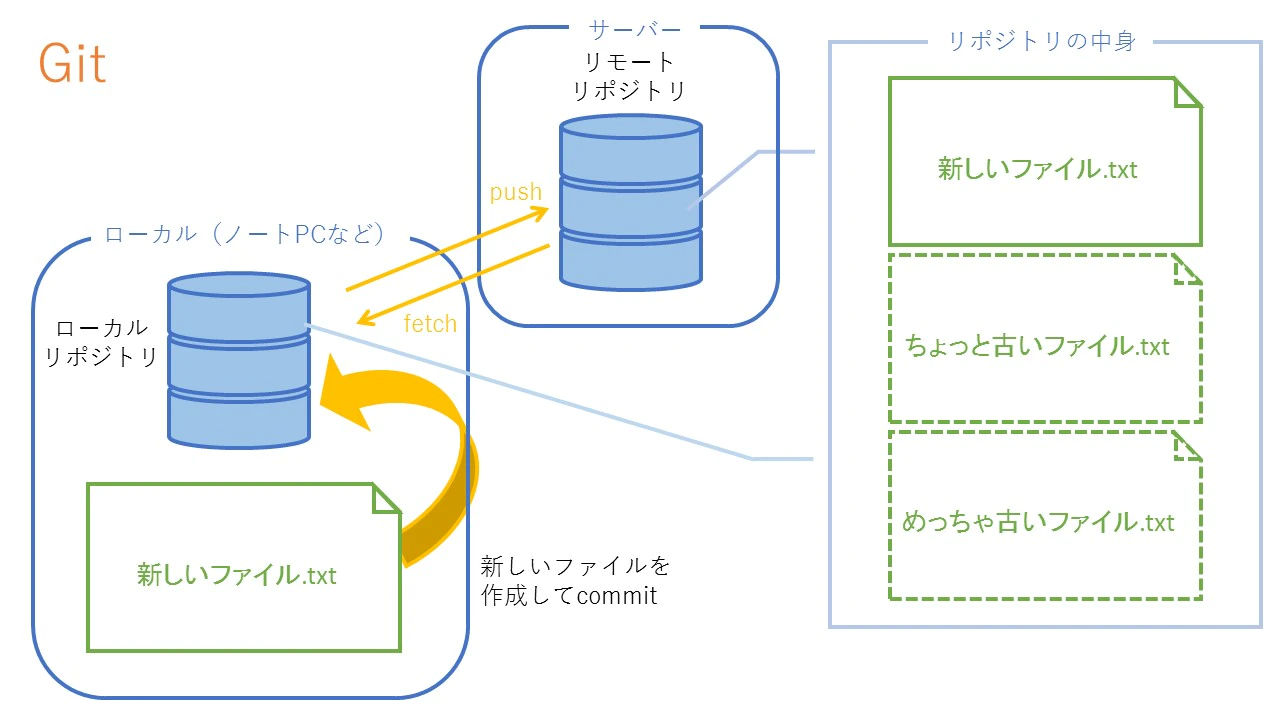 Git
サーバー
リモート
リポジトリ
push
fetch
ローカル（ノートPCなど）
ローカル
リポジトリ
新しいファイル.txt
新しいファイルを
作成してcommit
リポジトリの中身
新しいファイル.txt
ちょっと古いファイル.txt
めっちゃ古いファイル.txt